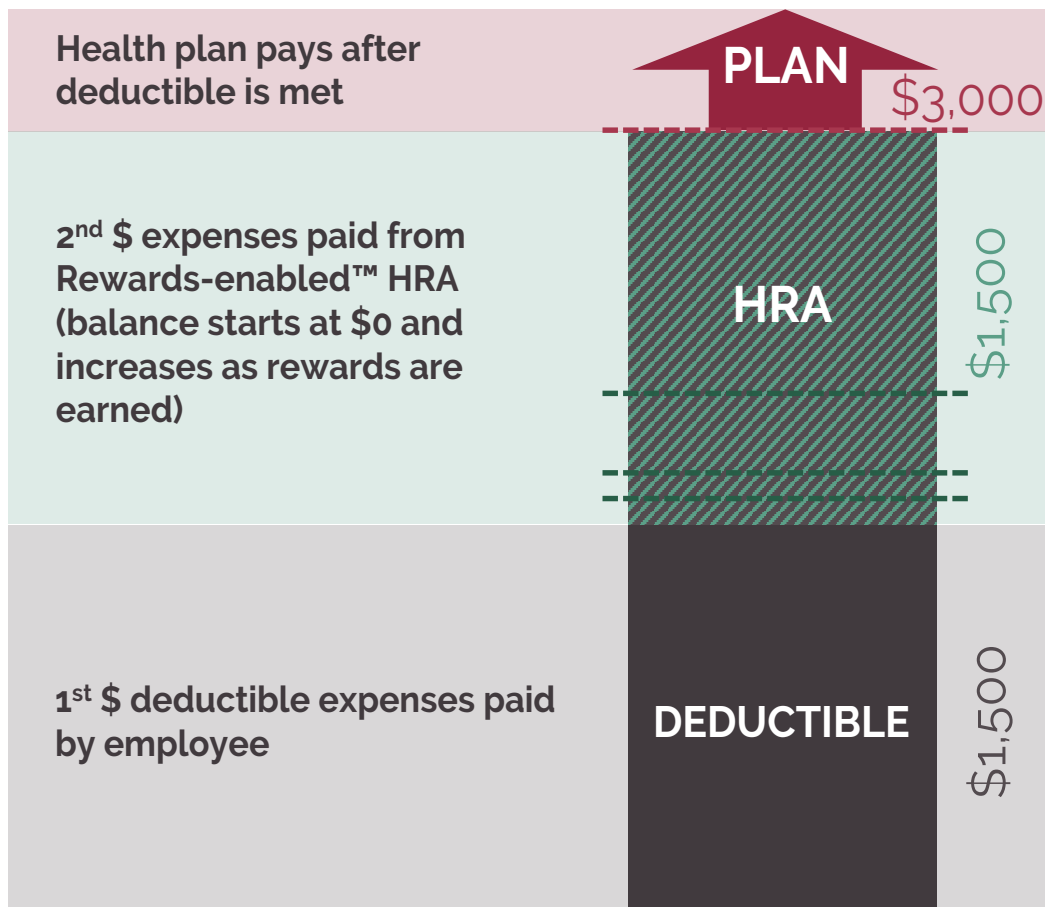 Health plan pays after
deductible is met
PLAN
$3,000
2nd $ expenses paid from
Rewards-enabled™ HRA
(balance starts at $0 and
increases as rewards are
earned)
HRA
$1,500
1st $ deductible expenses paid
by employee
DEDUCTIBLE
$1,500